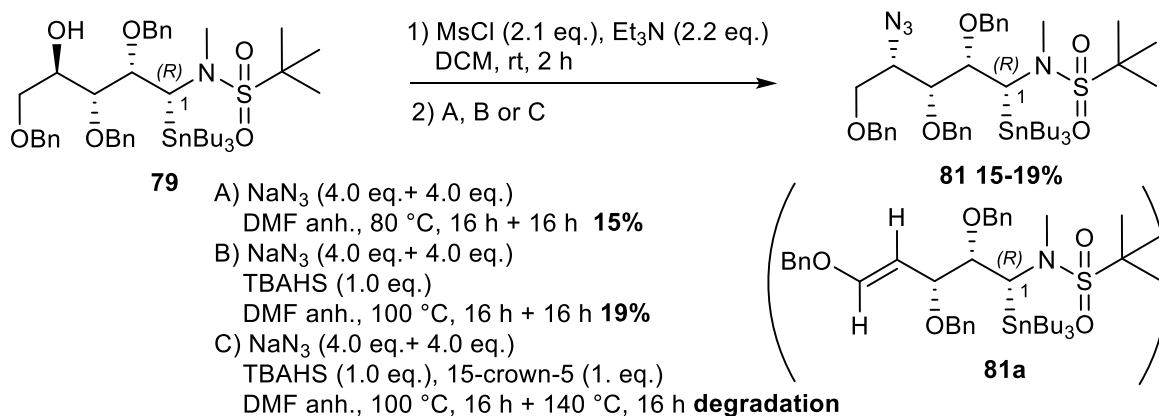 OH OBn
(R) N S O O
1
OBn OBn SnBu₃
79
1) MsCl (2.1 eq.), Et₃N (2.2 eq.)
DCM, rt, 2 h
2) A, B or C
N₃ OBn
(R) N S O O
1
OBn OBn SnBu₃
81 15-19%
A) NaN₃ (4.0 eq.+ 4.0 eq.)
DMF anh., 80 °C, 16 h + 16 h 15%
B) NaN₃ (4.0 eq.+ 4.0 eq.)
TBAHS (1.0 eq.)
DMF anh., 100 °C, 16 h + 16 h 19%
C) NaN₃ (4.0 eq.+ 4.0 eq.)
TBAHS (1.0 eq.), 15-crown-5 (1. eq.)
DMF anh., 100 °C, 16 h + 140 °C, 16 h degradation
H OBn
BnO (R) N S O O
1
H OBn SnBu₃
81a